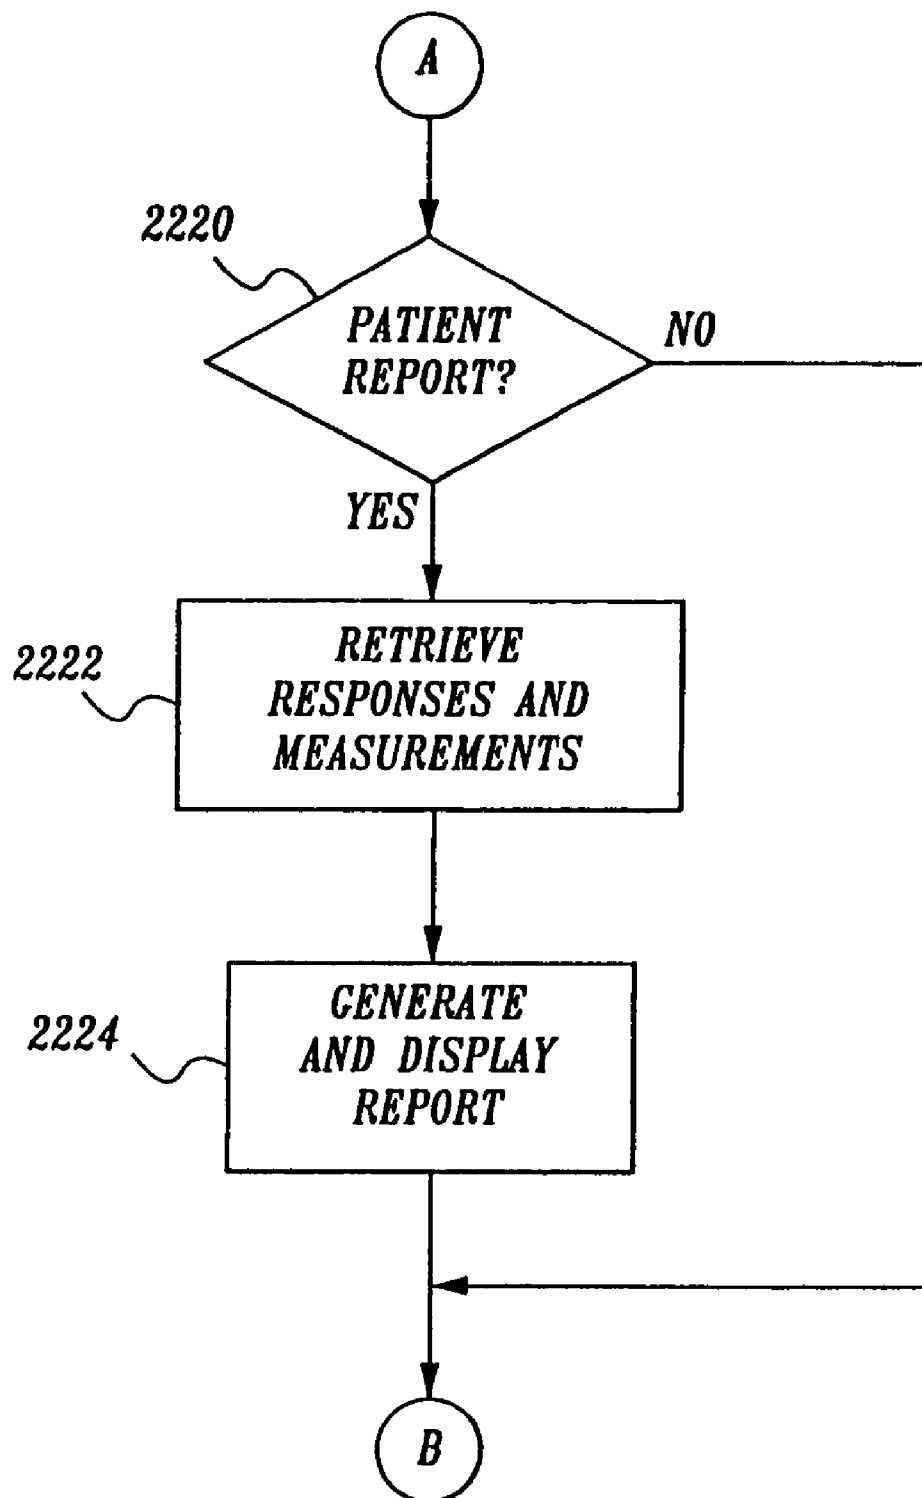 A
2220
PATIENT
REPORT?
NO
YES
2222
RETRIEVE
RESPONSES AND
MEASUREMENTS
2224
GENERATE
AND DISPLAY
REPORT
B